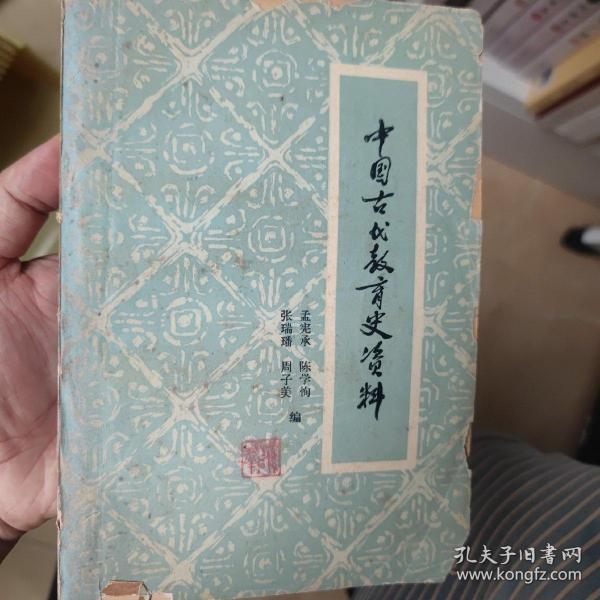 中国古代教育史资料
孟宪承 陈学恂
张瑞璠 周子美 编
孔夫子旧书网
www.kongfz.com